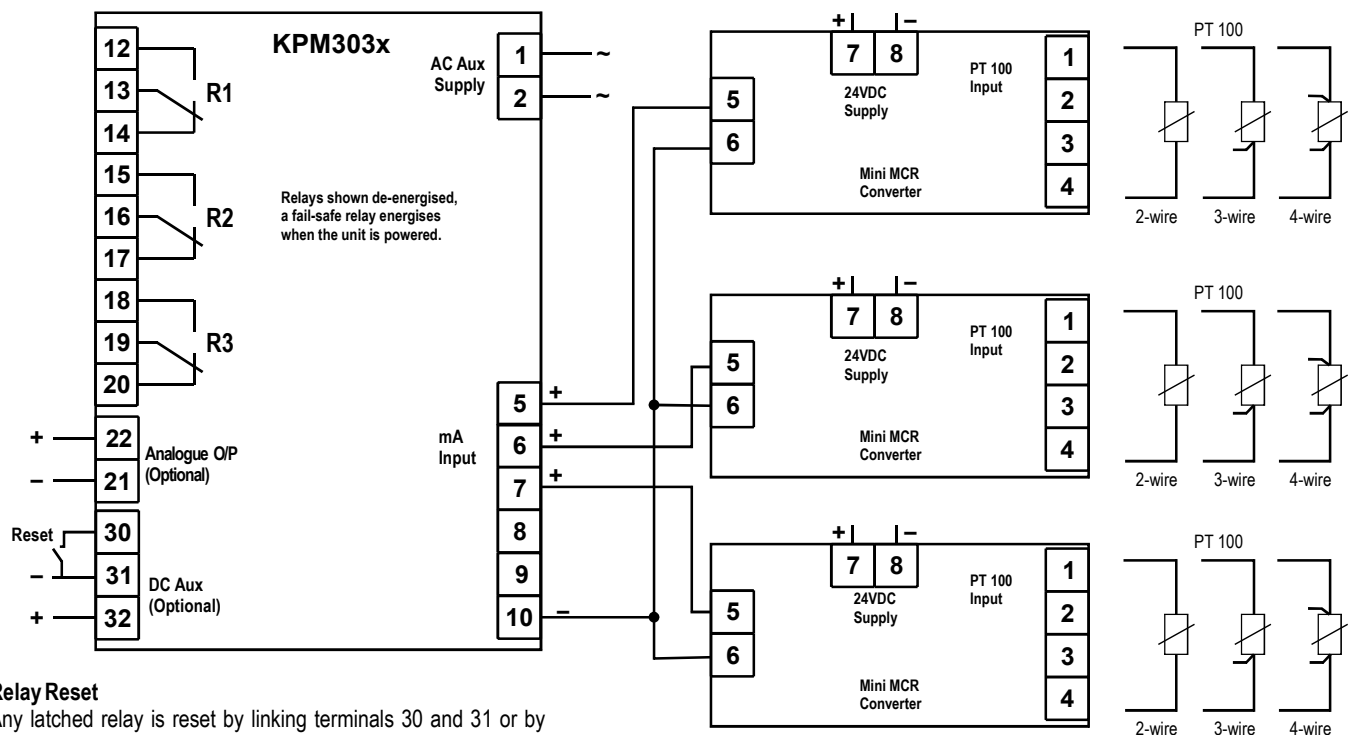 KPM303x
12
13
14
R1
15
16
17
R2
18
19
20
R3
+ 22
− 21
Analogue O/P
(Optional)
Reset
30
− 31
+ 32
DC Aux
(Optional)
AC Aux
Supply
1 ~
2 ~
Relays shown de-energised,
a fail-safe relay energises
when the unit is powered.
mA
Input
5 +
6 +
7 +
8
9
10 −
+ −
7 8
24VDC
Supply
5
6
PT 100
Input
1
2
3
4
Mini MCR
Converter
PT 100
2-wire 3-wire 4-wire
+ −
7 8
24VDC
Supply
5
6
PT 100
Input
1
2
3
4
Mini MCR
Converter
PT 100
2-wire 3-wire 4-wire
+ −
7 8
24VDC
Supply
5
6
PT 100
Input
1
2
3
4
Mini MCR
Converter
PT 100
2-wire 3-wire 4-wire
Relay Reset
Any latched relay is reset by linking terminals 30 and 31 or by